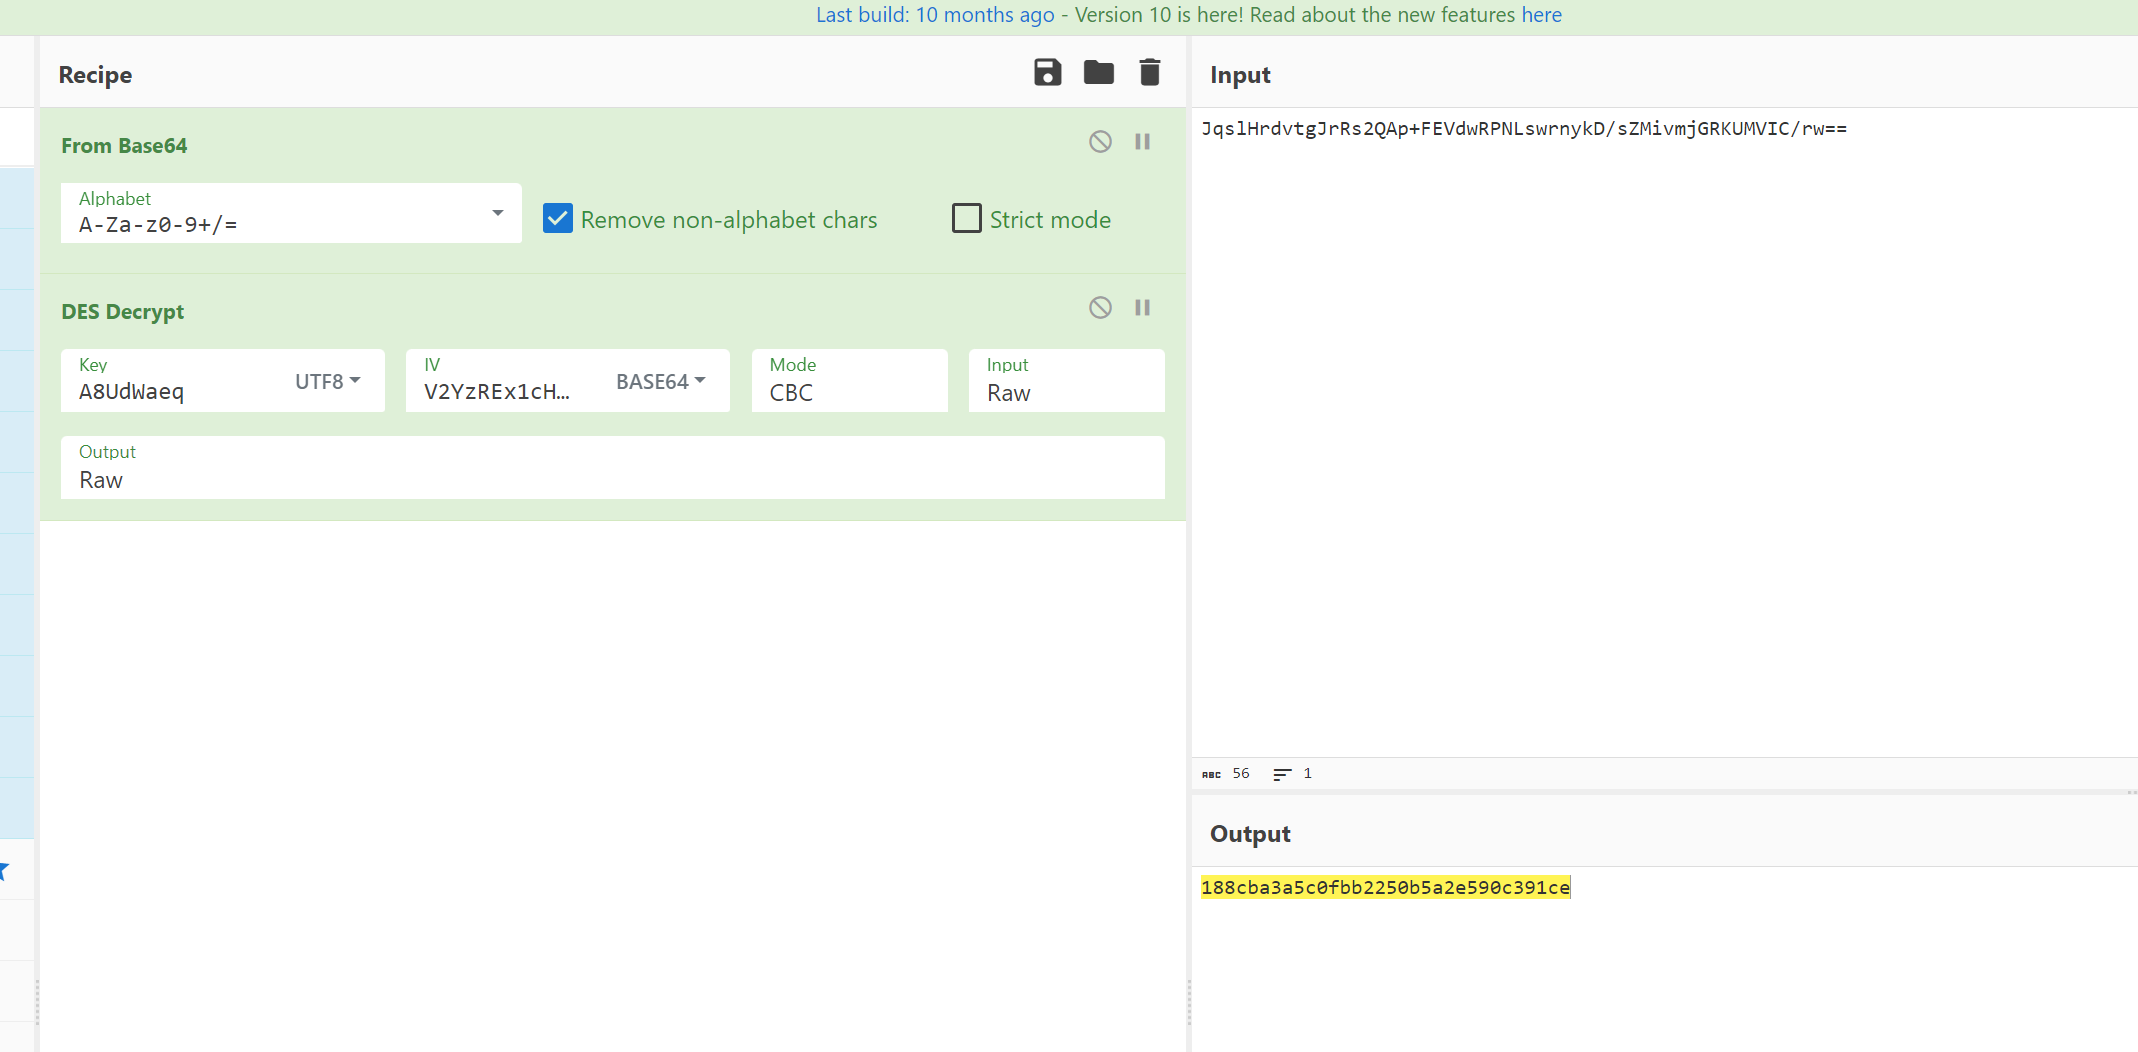 Last build: 10 months ago - Version 10 is here! Read about the new features here
Recipe
From Base64
Alphabet
A-Za-z0-9+/=
Remove non-alphabet chars
Strict mode
DES Decrypt
Key
A8UdWaeq
UTF8
IV
V2YzREx1cH…
BASE64
Mode
CBC
Input
Raw
Output
Raw
Input
JqslHrdvtgJrRs2QAp+FEVdwRPNLswrnykD/sZMivmjGRKUMVIC/rw==
ABC 56 1
Output
188cba3a5c0fbb2250b5a2e590c391ce